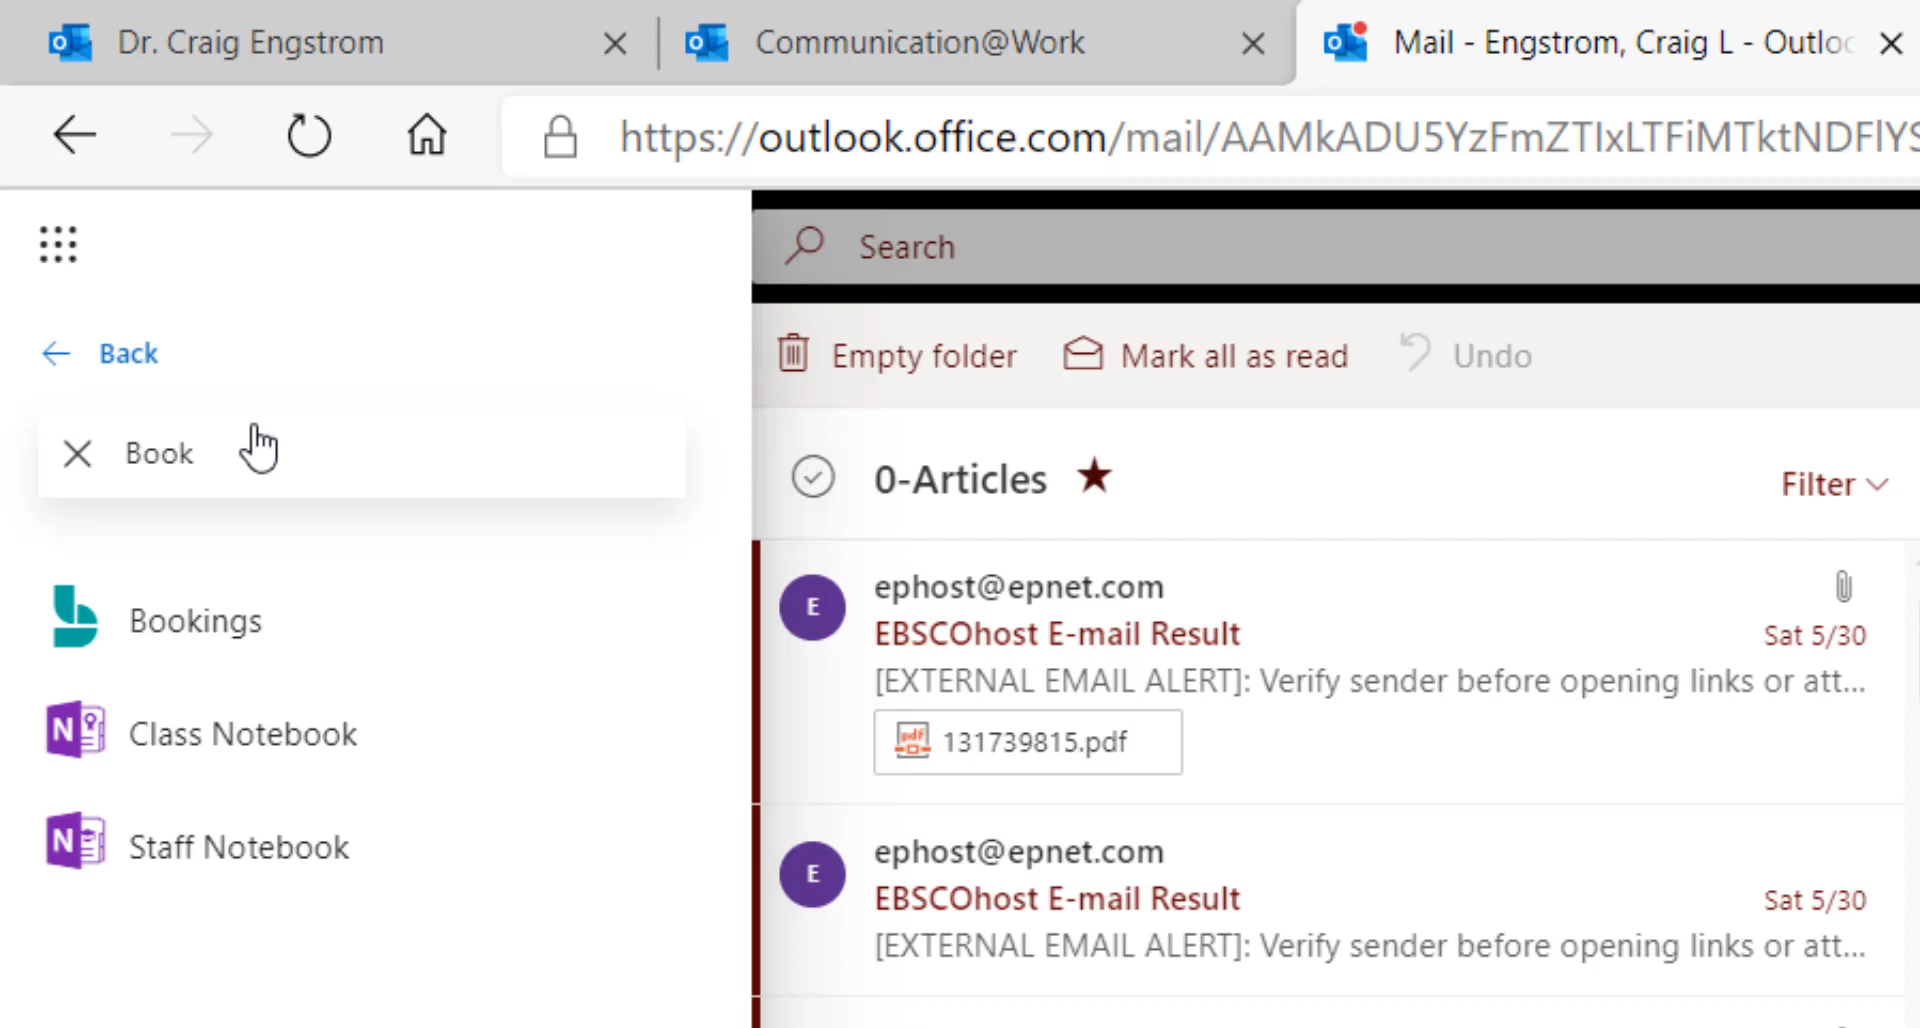 Dr. Craig Engstrom
Communication@Work
Mail - Engstrom, Craig L - Outloo
https://outlook.office.com/mail/AAMkADU5YzFmZTIxLTFiMTktNDFlYS
Search
Back
Empty folder
Mark all as read
Undo
Book
0-Articles
Filter
Bookings
Class Notebook
Staff Notebook
E
ephost@epnet.com
EBSCOhost E-mail Result
Sat 5/30
[EXTERNAL EMAIL ALERT]: Verify sender before opening links or att...
pdf
131739815.pdf
E
ephost@epnet.com
EBSCOhost E-mail Result
Sat 5/30
[EXTERNAL EMAIL ALERT]: Verify sender before opening links or att...